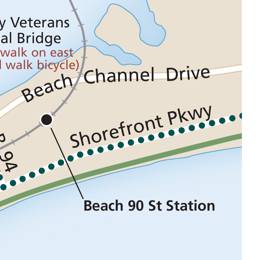 y Veterans
al Bridge
walk on east
l walk bicycle)
Beach Channel Drive
Shorefront Pkwy
B 94
Beach 90 St Station